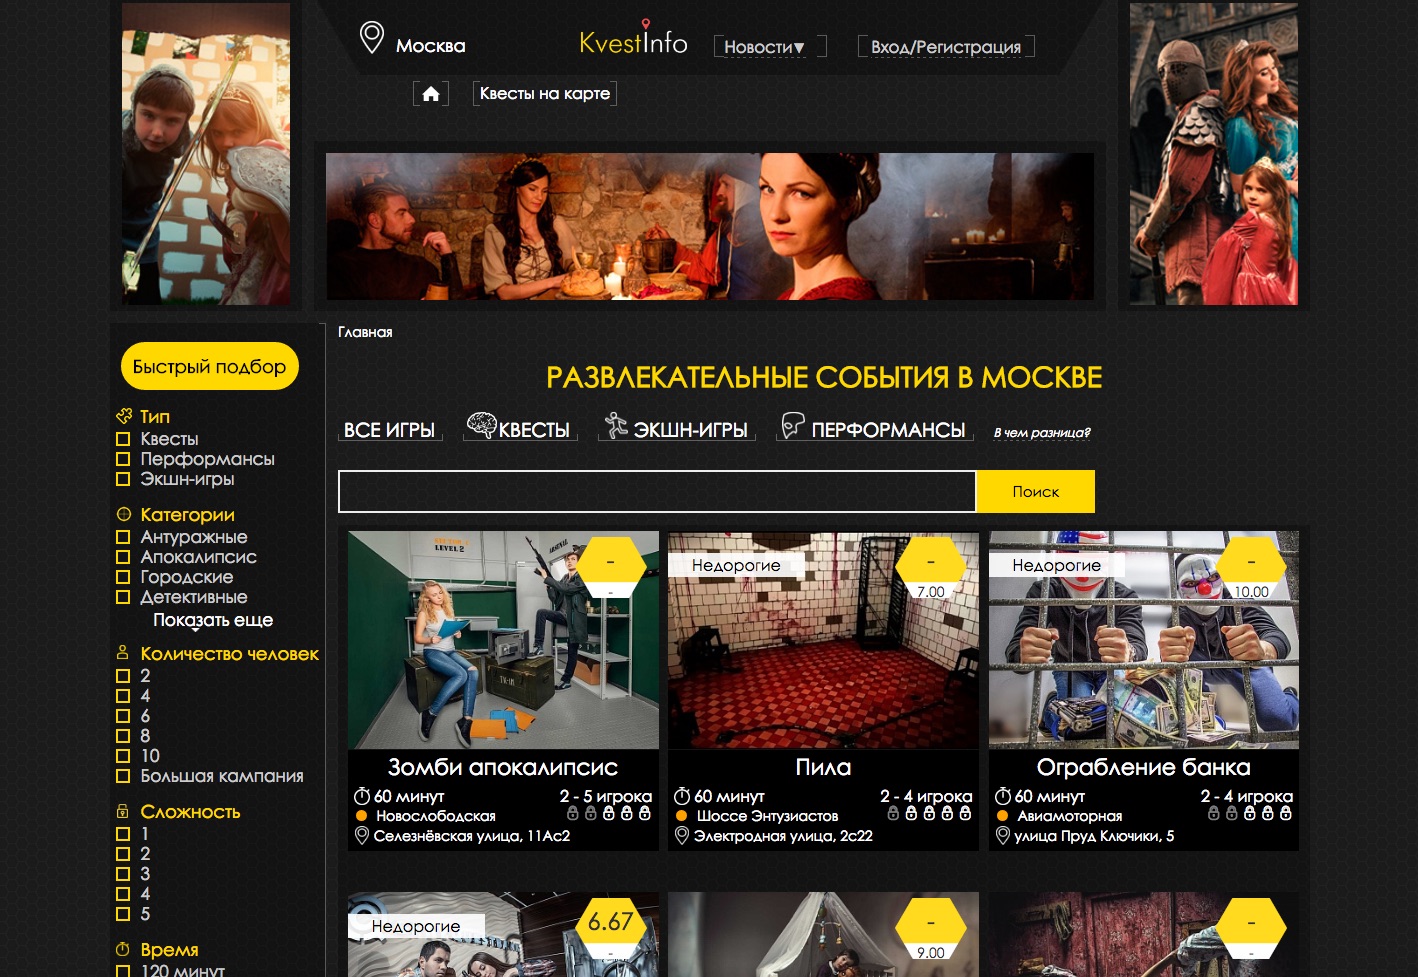 Москва
KvestInfo
Новости▼
Вход/Регистрация
Квесты на карте
Главная
Быстрый подбор
Тип
Квесты
Перформансы
Экшн-игры
Категории
Антуражные
Апокалипсис
Городские
Детективные
Показать еще
Количество человек
2
4
6
8
10
Большая кампания
Сложность
1
2
3
4
5
Время
120 минут
РАЗВЛЕКАТЕЛЬНЫЕ СОБЫТИЯ В МОСКВЕ
ВСЕ ИГРЫ
КВЕСТЫ
ЭКШН-ИГРЫ
ПЕРФОРМАНСЫ
В чем разница?
Поиск
LEVEL 2
ARSENAL
-
-
Зомби апокалипсис
60 минут
2 - 5 игрока
Новослободская
Селезнёвская улица, 11Ас2
Недорогие
-
7.00
Пила
60 минут
2 - 4 игрока
Шоссе Энтузиастов
Электродная улица, 2с22
Недорогие
-
10.00
Ограбление банка
60 минут
2 - 4 игрока
Авиамоторная
улица Пруд Ключики, 5
Недорогие
6.67
-
-
9.00
-
-